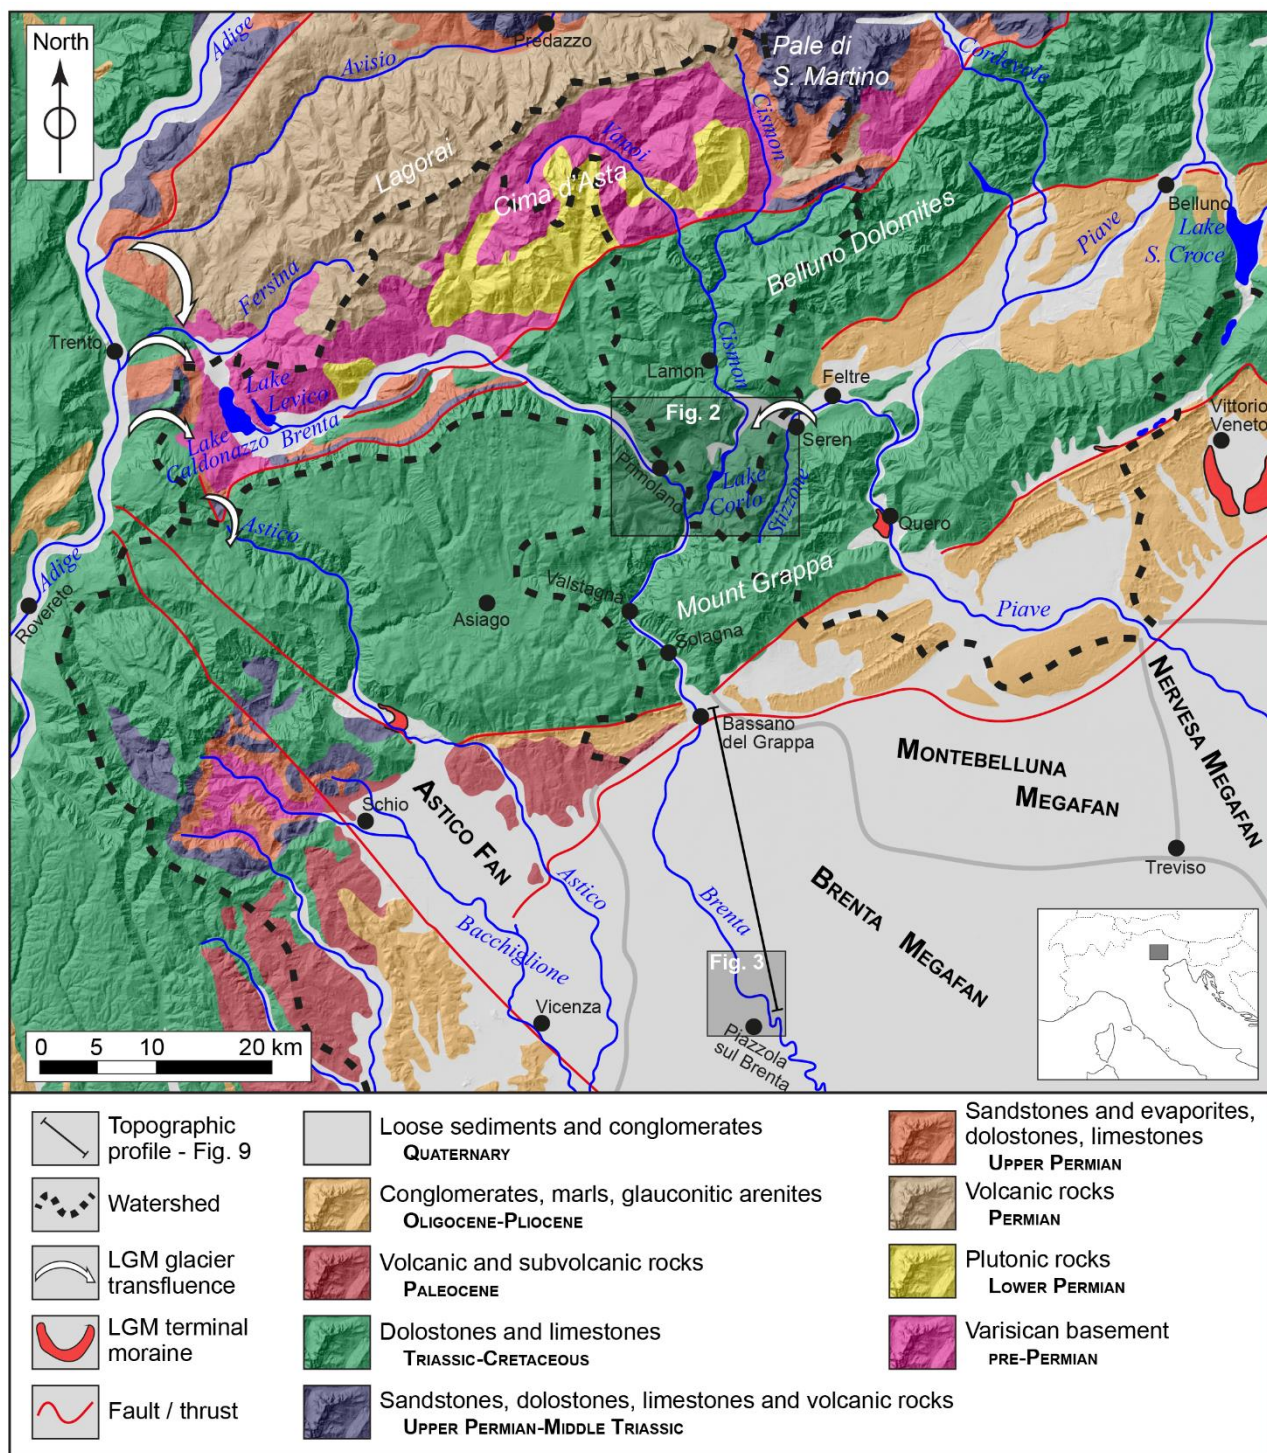 North
Adige
Avisio
Predazzo
Pale di
S. Martino
Cordevole
Cismon
Vanoi
Lagorai
Cima d'Asta
Belluno
Lake
S. Croce
Piave
Belluno Dolomites
Fersina
Trento
Cismon
Lamon
Feltre
Lake
Levico
Lake
Caldonazzo
Brenta
Fig. 2
Seren
Vittorio
Veneto
Primolano
Lake
Corlo
Stizzone
Quero
Astico
Adige
Rovereto
Valstagna
Mount Grappa
Asiago
Solagna
Piave
NERVESA MEGAFAN
Bassano
del Grappa
MONTEBELLUNA
MEGAFAN
ASTICO FAN
Schio
Treviso
Astico
Brenta
BRENTA MEGAFAN
Bacchiglione
Fig. 3
Vicenza
Piazzola
sul Brenta
0 5 10 20 km
Topographic
profile - Fig. 9
Watershed
LGM glacier
transfluence
LGM terminal
moraine
Fault / thrust
Loose sediments and conglomerates
QUATERNARY
Conglomerates, marls, glauconitic arenites
OLIGOCENE-PLIOCENE
Volcanic and subvolcanic rocks
PALEOCENE
Dolostones and limestones
TRIASSIC-CRETACEOUS
Sandstones, dolostones, limestones and volcanic rocks
UPPER PERMIAN-MIDDLE TRIASSIC
Sandstones and evaporites,
dolostones, limestones
UPPER PERMIAN
Volcanic rocks
PERMIAN
Plutonic rocks
LOWER PERMIAN
Varisican basement
PRE-PERMIAN